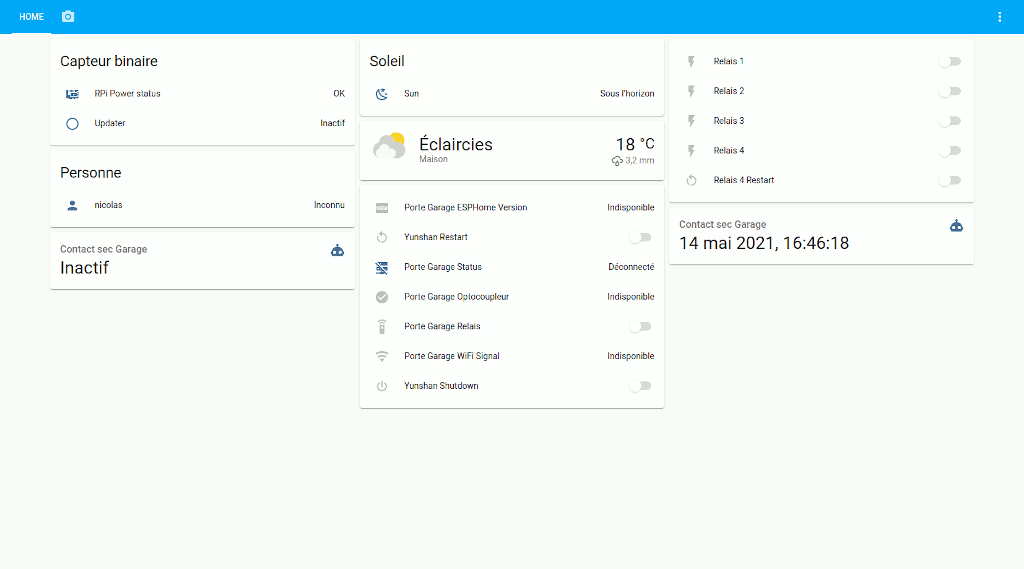 HOME
Capteur binaire
RPi Power status OK
Updater Inactif
Personne
nicolas Inconnu
Contact sec Garage
Inactif
Soleil
Sun Sous l'horizon
Éclaircies 18 °C
Maison 3,2 mm
Porte Garage ESPHome Version Indisponible
Yunshan Restart
Porte Garage Status Déconnecté
Porte Garage Optocoupleur Indisponible
Porte Garage Relais
Porte Garage WiFi Signal Indisponible
Yunshan Shutdown
Relais 1
Relais 2
Relais 3
Relais 4
Relais 4 Restart
Contact sec Garage
14 mai 2021, 16:46:18